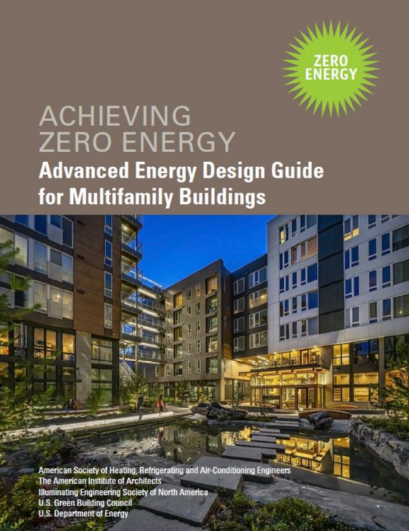 ZERO
ENERGY
ACHIEVING
ZERO ENERGY
Advanced Energy Design Guide
for Multifamily Buildings
American Society of Heating, Refrigerating and Air-Conditioning Engineers
The American Institute of Architects
Illuminating Engineering Society of North America
U.S. Green Building Council
U.S. Department of Energy